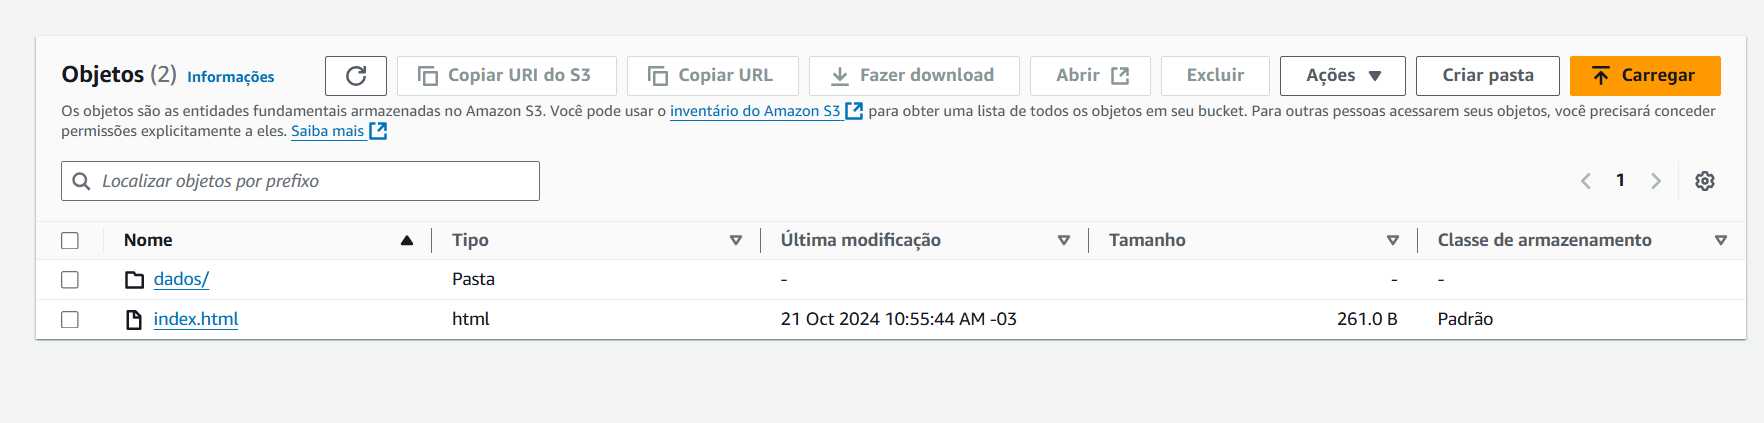 Objetos (2) Informações Copiar URI do S3 Copiar URL Fazer download Abrir Excluir Ações Criar pasta Carregar
Os objetos são as entidades fundamentais armazenadas no Amazon S3. Você pode usar o inventário do Amazon S3 para obter uma lista de todos os objetos em seu bucket. Para outras pessoas acessarem seus objetos, você precisará conceder
permissões explicitamente a eles. Saiba mais
Localizar objetos por prefixo 1
Nome Tipo Última modificação Tamanho Classe de armazenamento
dados/ Pasta - - -
index.html html 21 Oct 2024 10:55:44 AM -03 261.0 B Padrão